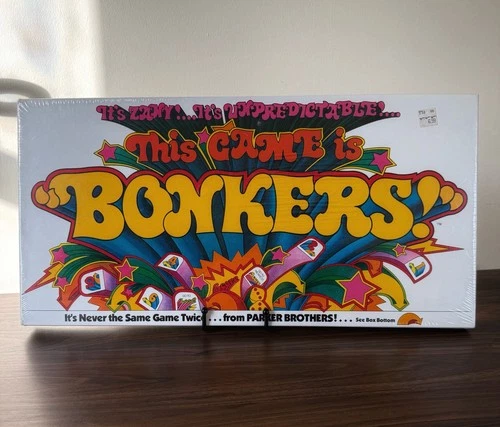 It's ZANY!...It's UNPREDICTABLE!...
This GAME is
BONKERS!
It's Never the Same Game Twice...from PARKER BROTHERS!... See Box Bottom